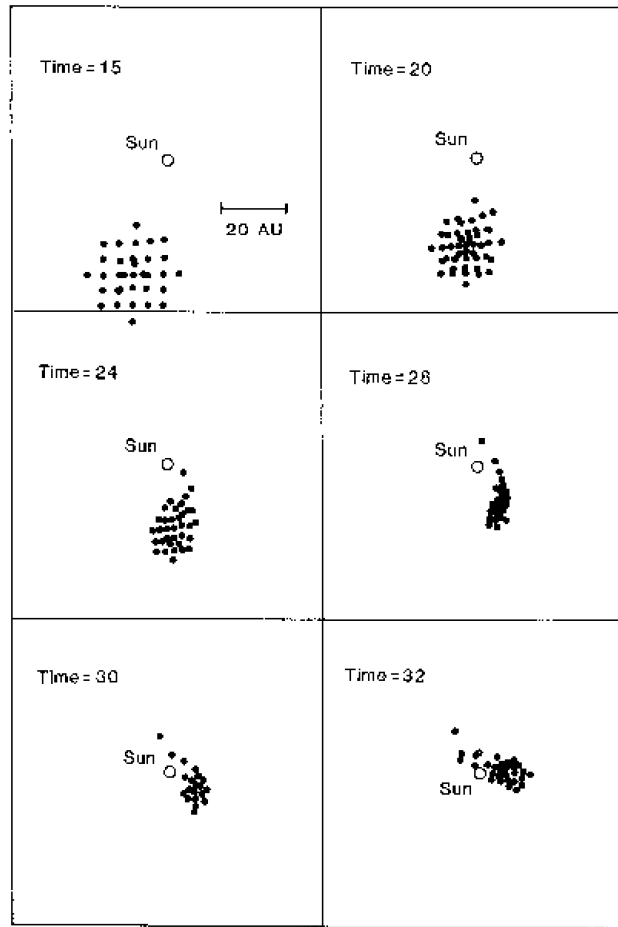 Time = 15
Sun
20 AU
Time = 20
Sun
Time = 24
Sun
Time = 28
Sun
Time = 30
Sun
Time = 32
Sun